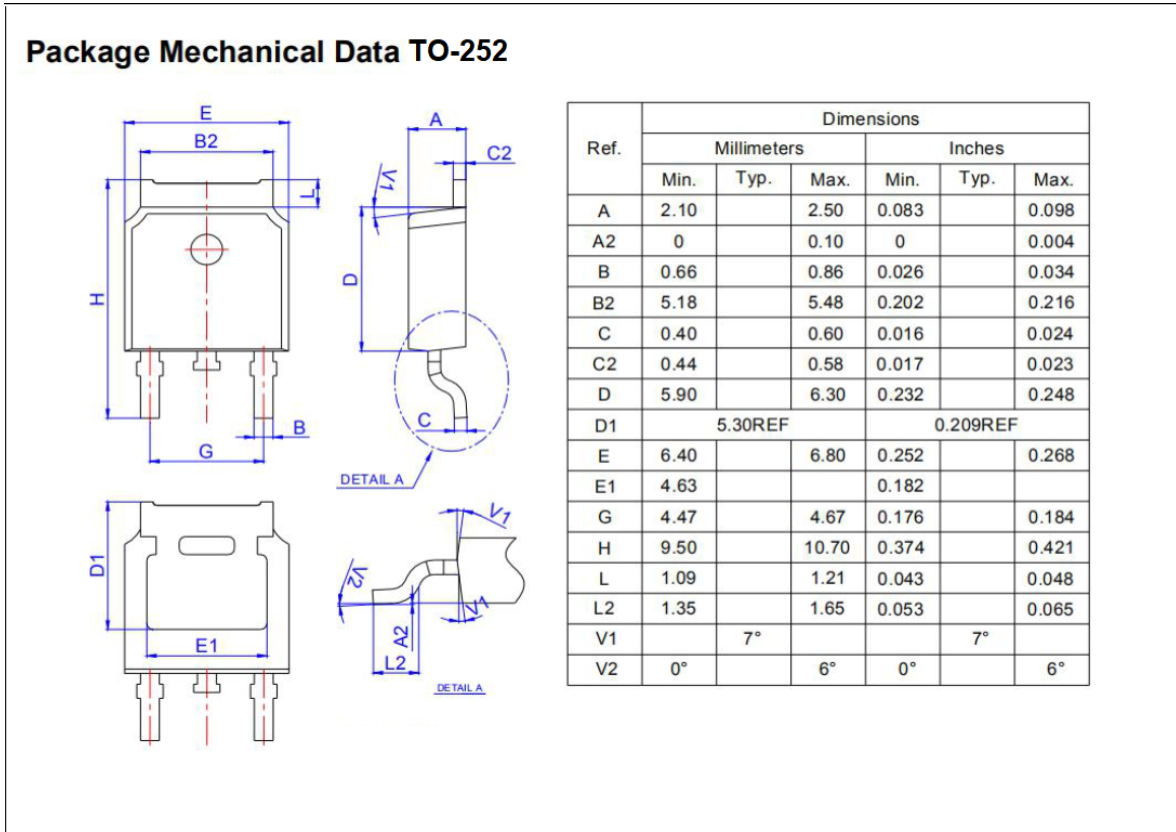 Package Mechanical Data TO-252
E
B2
L
H
G
B
A
C2
V1
D
C
DETAIL A
D1
E1
V1
V2
V1
A2
L2
DETAIL A
Ref. Dimensions
Millimeters Inches
Min. Typ. Max. Min. Typ. Max.
A 2.10 2.50 0.083 0.098
A2 0 0.10 0 0.004
B 0.66 0.86 0.026 0.034
B2 5.18 5.48 0.202 0.216
C 0.40 0.60 0.016 0.024
C2 0.44 0.58 0.017 0.023
D 5.90 6.30 0.232 0.248
D1 5.30REF 0.209REF
E 6.40 6.80 0.252 0.268
E1 4.63 0.182
G 4.47 4.67 0.176 0.184
H 9.50 10.70 0.374 0.421
L 1.09 1.21 0.043 0.048
L2 1.35 1.65 0.053 0.065
V1 7° 7°
V2 0° 6° 0° 6°